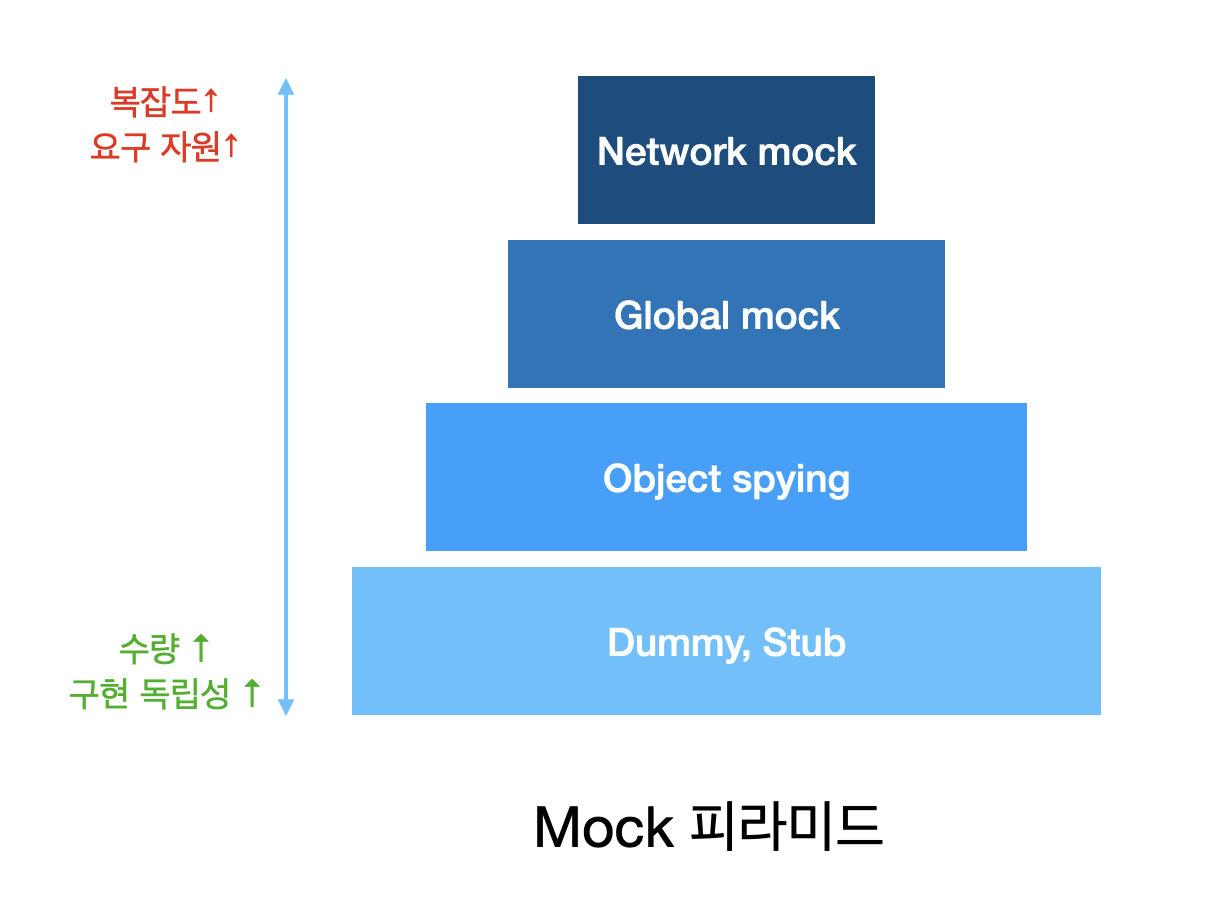 복잡도↑
요구 자원↑
Network mock
Global mock
Object spying
Dummy, Stub
수량 ↑
구현 독립성 ↑
Mock 피라미드